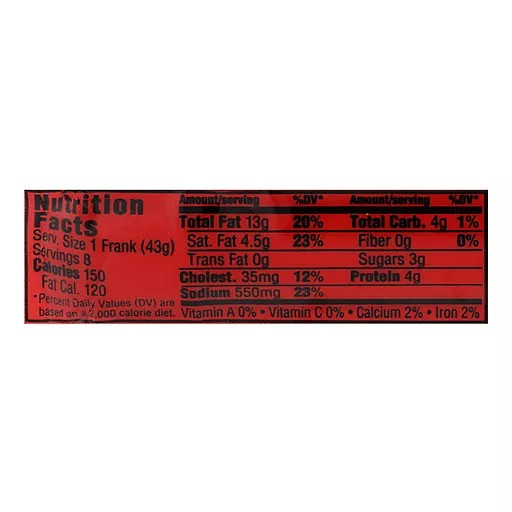 Nutrition
Facts
Serv. Size 1 Frank (43g)
Servings 8
Calories 150
Fat Cal. 120
*Percent Daily Values (DV) are
based on a 2,000 calorie diet.
Amount/serving %DV*
Total Fat 13g 20%
Sat. Fat 4.5g 23%
Trans Fat 0g
Cholest. 35mg 12%
Sodium 550mg 23%
Amount/serving %DV*
Total Carb. 4g 1%
Fiber 0g 0%
Sugars 3g
Protein 4g
Vitamin A 0% • Vitamin C 0% • Calcium 2% • Iron 2%